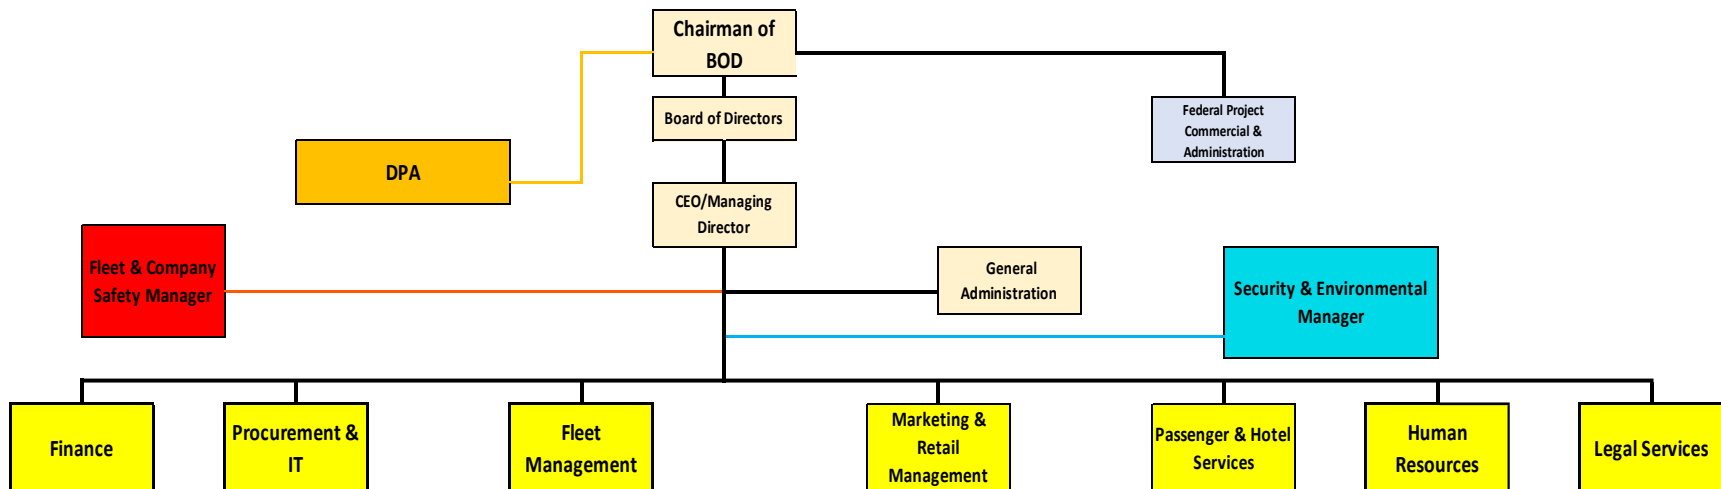 Chairman of
BOD
Board of Directors
Federal Project
Commercial &
Administration
DPA
CEO/Managing
Director
Fleet & Company
Safety Manager
General
Administration
Security & Environmental
Manager
Finance
Procurement &
IT
Fleet
Management
Marketing &
Retail
Management
Passenger & Hotel
Services
Human
Resources
Legal Services